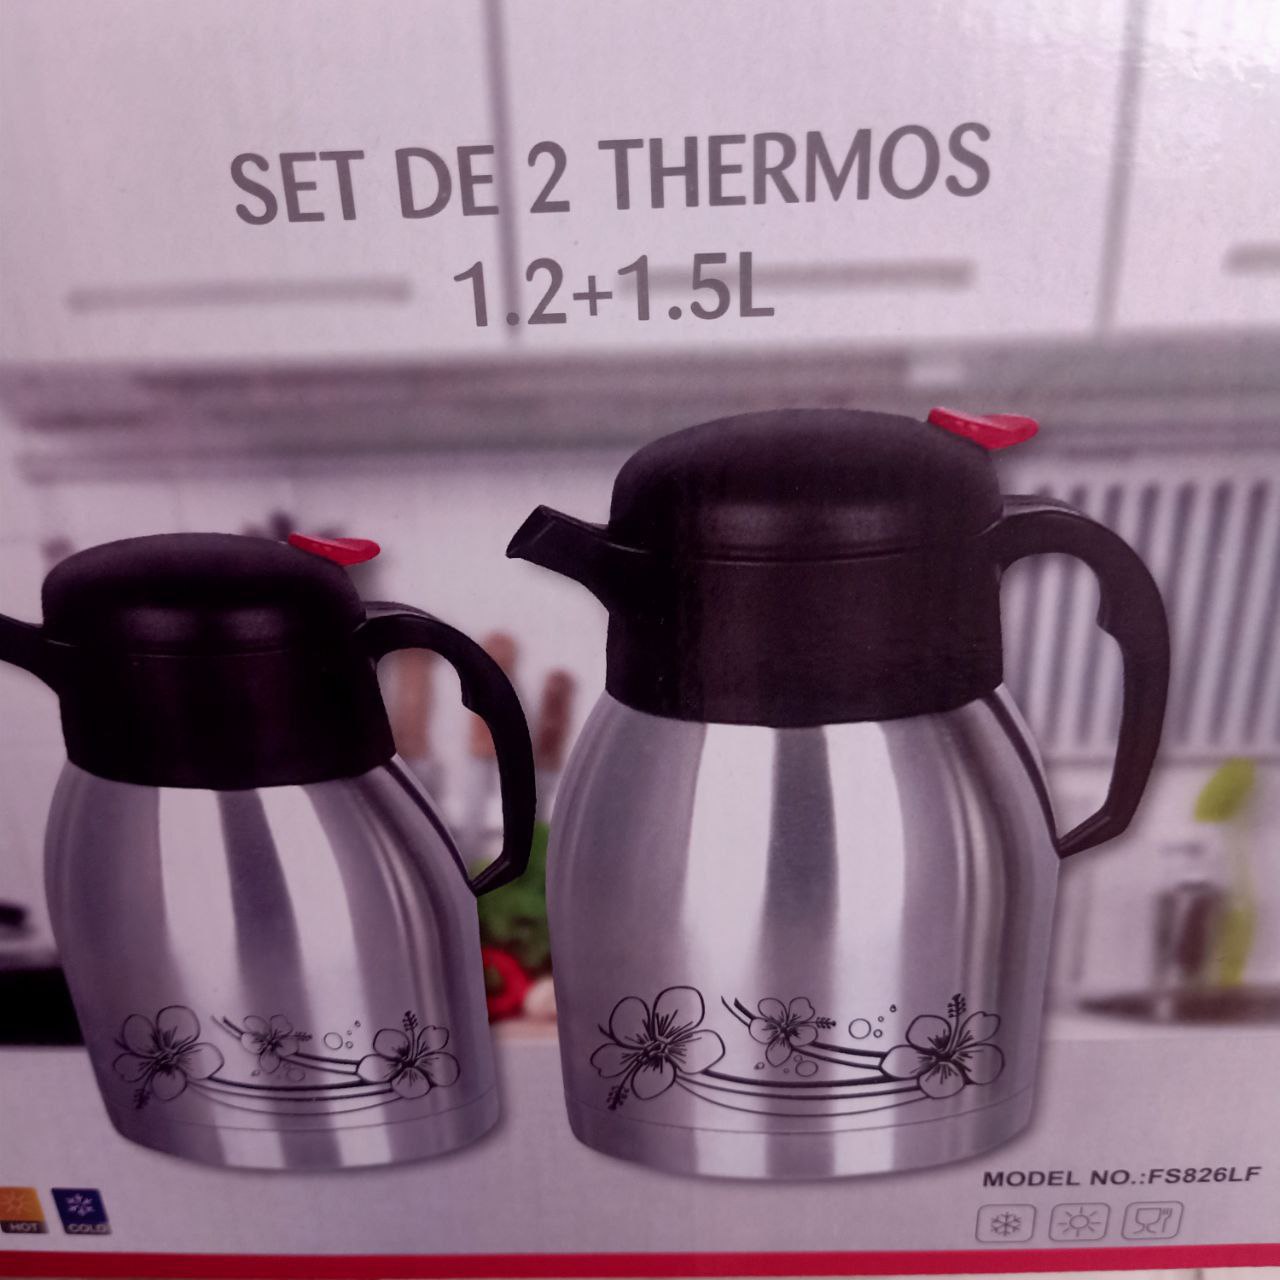 SET DE 2 THERMOS
1.2+1.5L
MODEL NO.:FS826LF
HOT
COLD